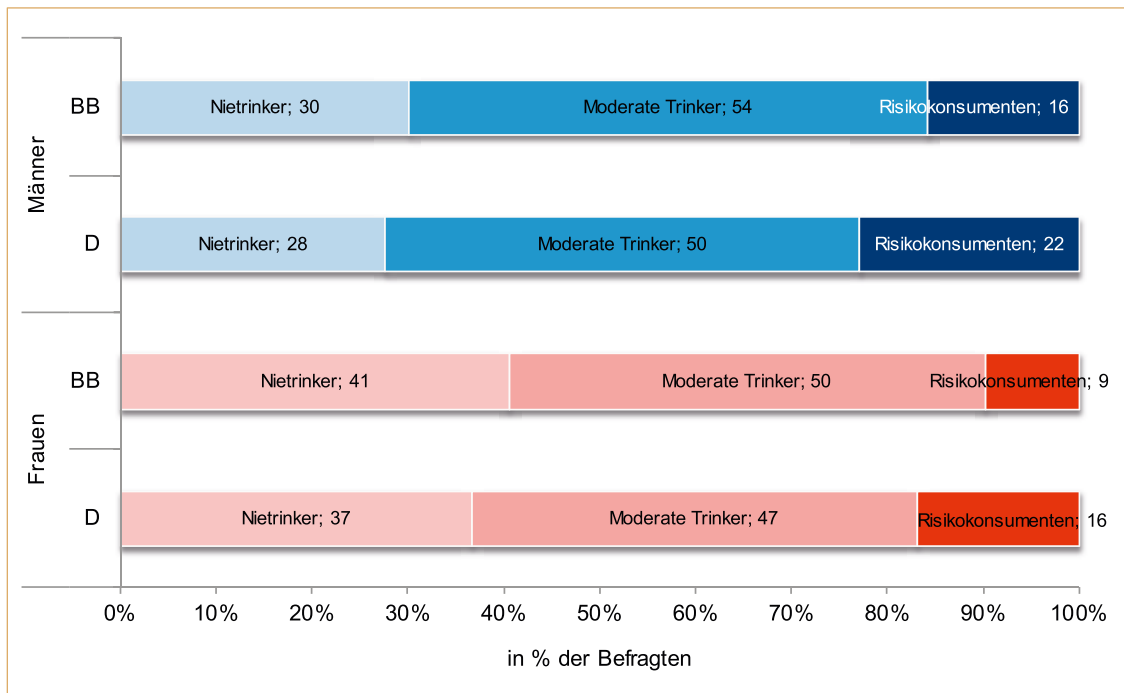 Männer
BB
Nietrinker; 30
Moderate Trinker; 54
Risikokonsumenten; 16
D
Nietrinker; 28
Moderate Trinker; 50
Risikokonsumenten; 22
Frauen
BB
Nietrinker; 41
Moderate Trinker; 50
Risikokonsumenten; 9
D
Nietrinker; 37
Moderate Trinker; 47
Risikokonsumenten; 16
0% 10% 20% 30% 40% 50% 60% 70% 80% 90% 100%
in % der Befragten